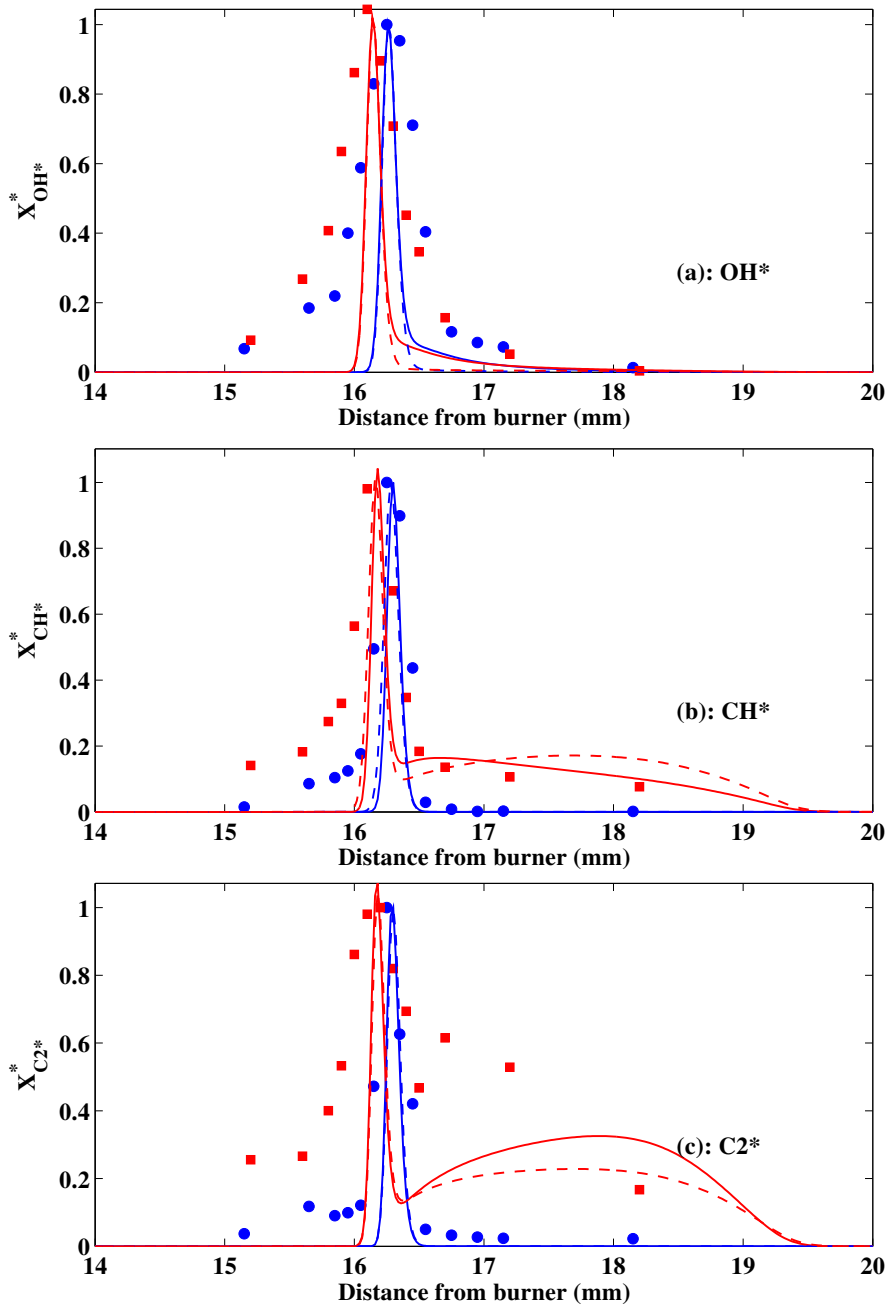 1
0.8
0.6
0.4
0.2
0
X*OH*
(a): OH*
14 15 16 17 18 19 20
Distance from burner (mm)
1
0.8
0.6
0.4
0.2
0
X*CH*
(b): CH*
14 15 16 17 18 19 20
Distance from burner (mm)
1
0.8
0.6
0.4
0.2
0
X*C2*
(c): C2*
14 15 16 17 18 19 20
Distance from burner (mm)